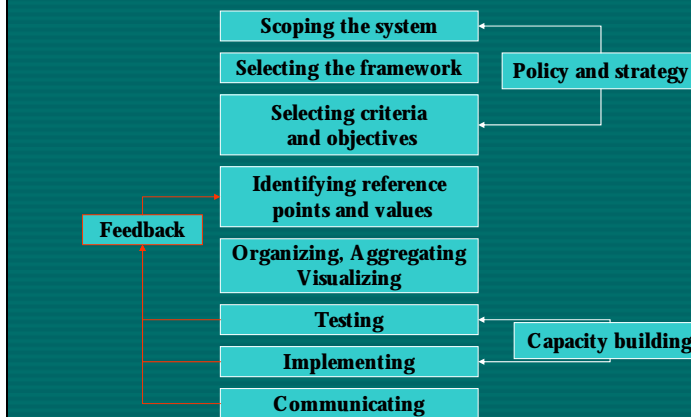 Scoping the system
Policy and strategy
Selecting the framework
Selecting criteria
and objectives
Identifying reference
points and values
Feedback
Organizing, Aggregating
Visualizing
Testing
Capacity building
Implementing
Communicating